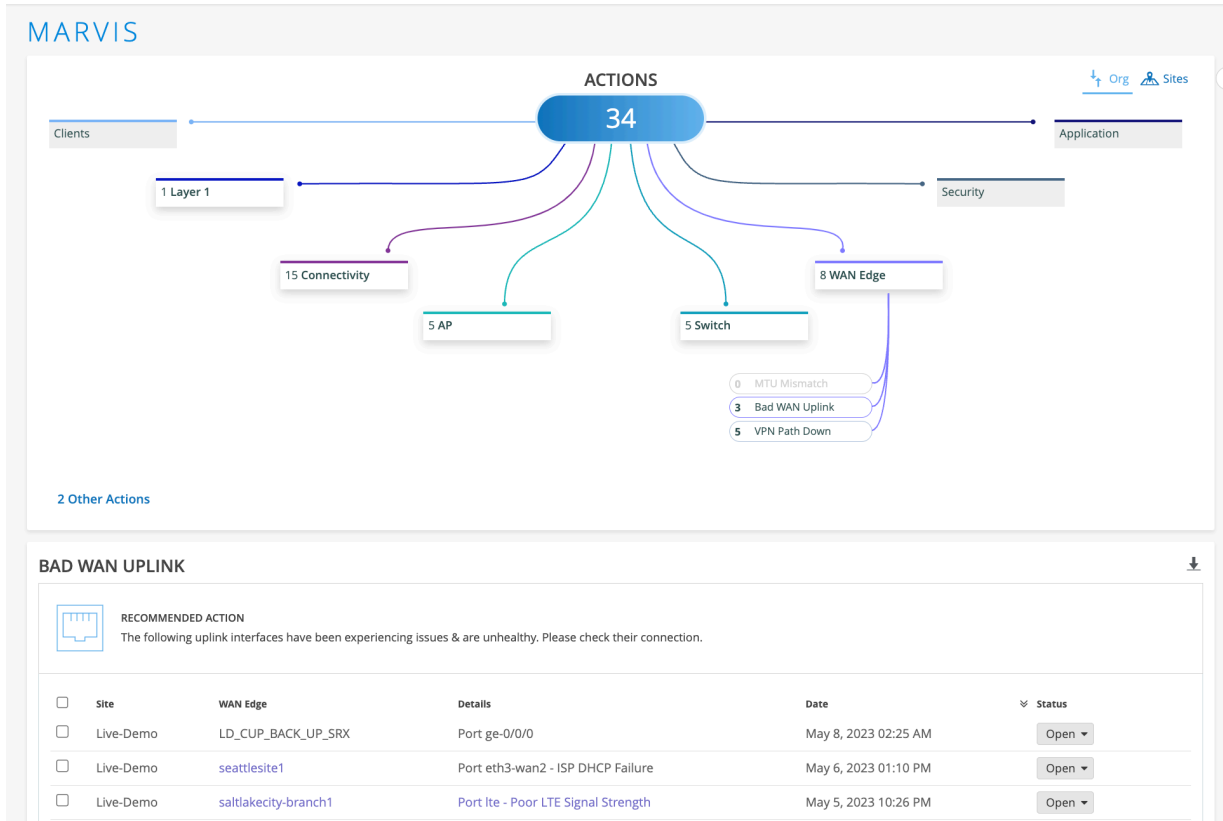 MARVIS
ACTIONS
34
Org
Sites
Clients
Application
1 Layer 1
Security
15 Connectivity
8 WAN Edge
5 AP
5 Switch
0 MTU Mismatch
3 Bad WAN Uplink
5 VPN Path Down
2 Other Actions
BAD WAN UPLINK
RECOMMENDED ACTION
The following uplink interfaces have been experiencing issues & are unhealthy. Please check their connection.
Site WAN Edge Details Date Status
Live-Demo LD_CUP_BACK_UP_SRX Port ge-0/0/0 May 8, 2023 02:25 AM Open
Live-Demo seattlesite1 Port eth3-wan2 - ISP DHCP Failure May 6, 2023 01:10 PM Open
Live-Demo saltlakecity-branch1 Port lte - Poor LTE Signal Strength May 5, 2023 10:26 PM Open